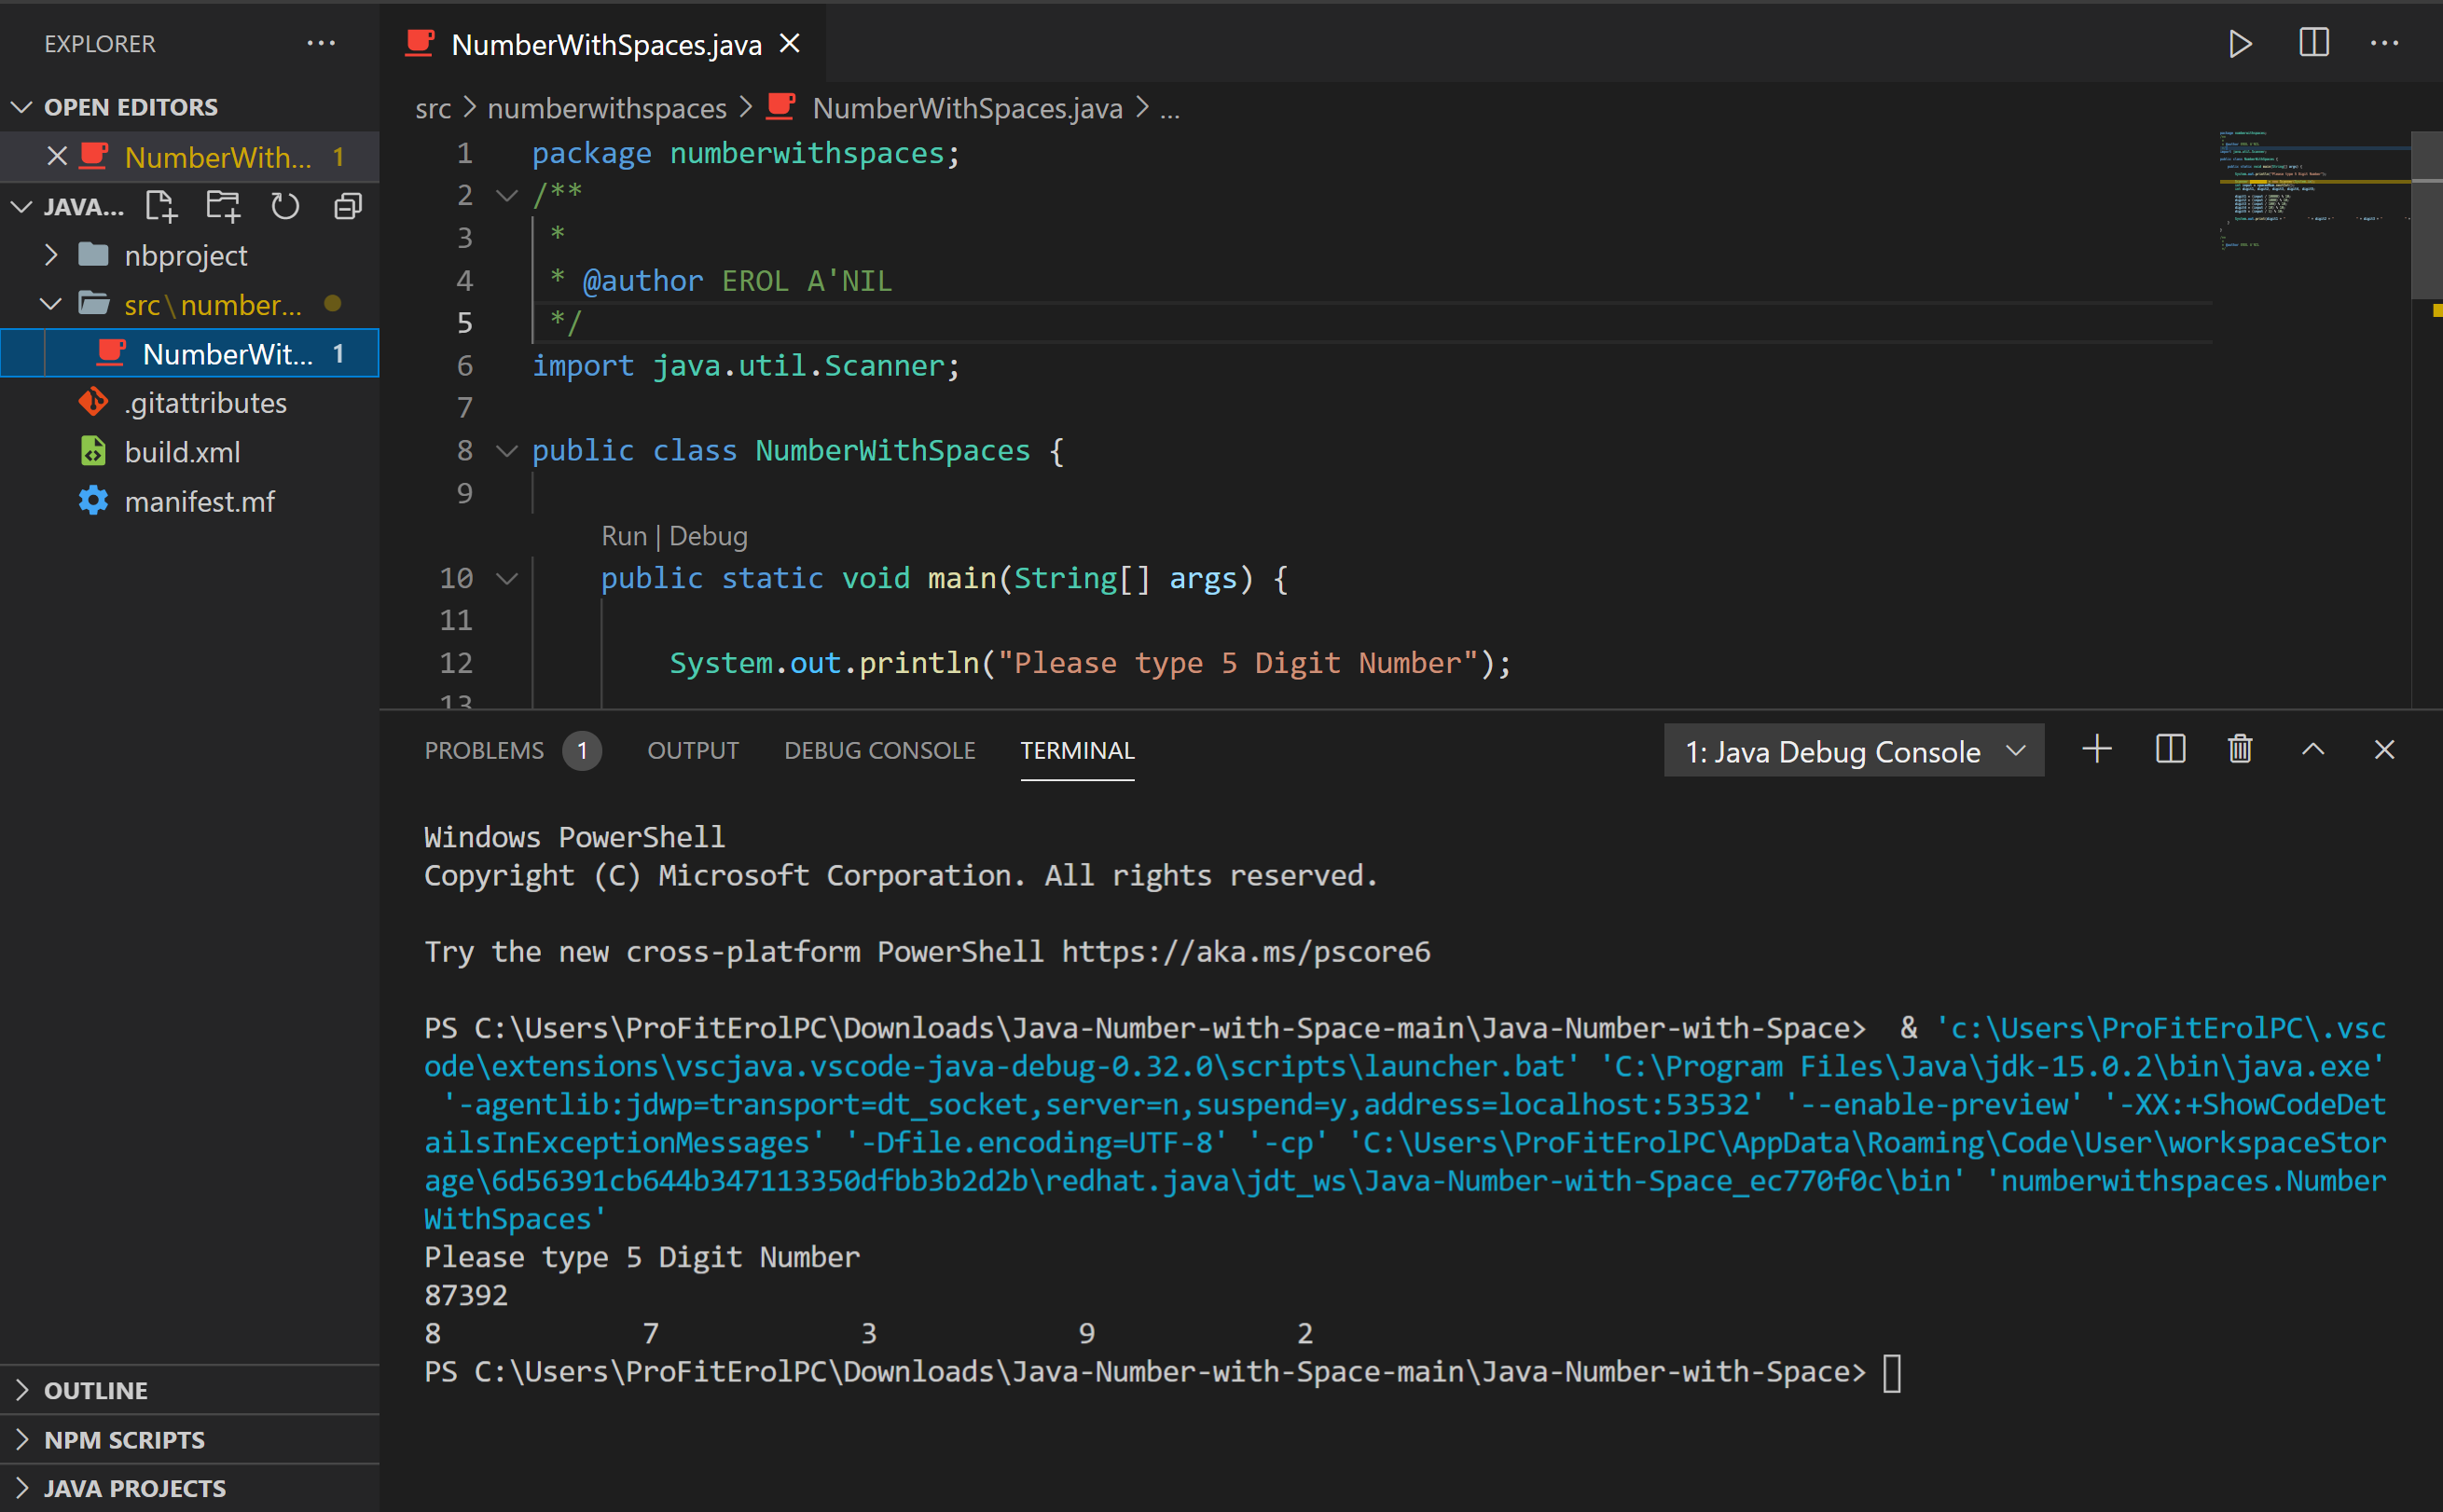 EXPLORER
OPEN EDITORS
NumberWith... 1
JAVA...
nbproject
src\number...
NumberWit... 1
.gitattributes
build.xml
manifest.mf
OUTLINE
NPM SCRIPTS
JAVA PROJECTS
NumberWithSpaces.java
src > numberwithspaces > NumberWithSpaces.java > ...
1 package numberwithspaces;
2 /**
3 *
4 * @author EROL A'NIL
5 */
6 import java.util.Scanner;
7
8 public class NumberWithSpaces {
9
Run | Debug
10 public static void main(String[] args) {
11
12 System.out.println("Please type 5 Digit Number");
13
PROBLEMS 1 OUTPUT DEBUG CONSOLE TERMINAL 1: Java Debug Console
Windows PowerShell
Copyright (C) Microsoft Corporation. All rights reserved.
Try the new cross-platform PowerShell https://aka.ms/pscore6
PS C:\Users\ProFitErolPC\Downloads\Java-Number-with-Space-main\Java-Number-with-Space>  & 'c:\Users\ProFitErolPC\.vsc
ode\extensions\vscjava.vscode-java-debug-0.32.0\scripts\launcher.bat' 'C:\Program Files\Java\jdk-15.0.2\bin\java.exe'
'-agentlib:jdwp=transport=dt_socket,server=n,suspend=y,address=localhost:53532' '--enable-preview' '-XX:+ShowCodeDet
ailsInExceptionMessages' '-Dfile.encoding=UTF-8' '-cp' 'C:\Users\ProFitErolPC\AppData\Roaming\Code\User\workspaceStor
age\6d56391cb644b347113350dfbb3b2d2b\redhat.java\jdt_ws\Java-Number-with-Space_ec770f0c\bin' 'numberwithspaces.Number
WithSpaces'
Please type 5 Digit Number
87392
8 7 3 9 2
PS C:\Users\ProFitErolPC\Downloads\Java-Number-with-Space-main\Java-Number-with-Space>